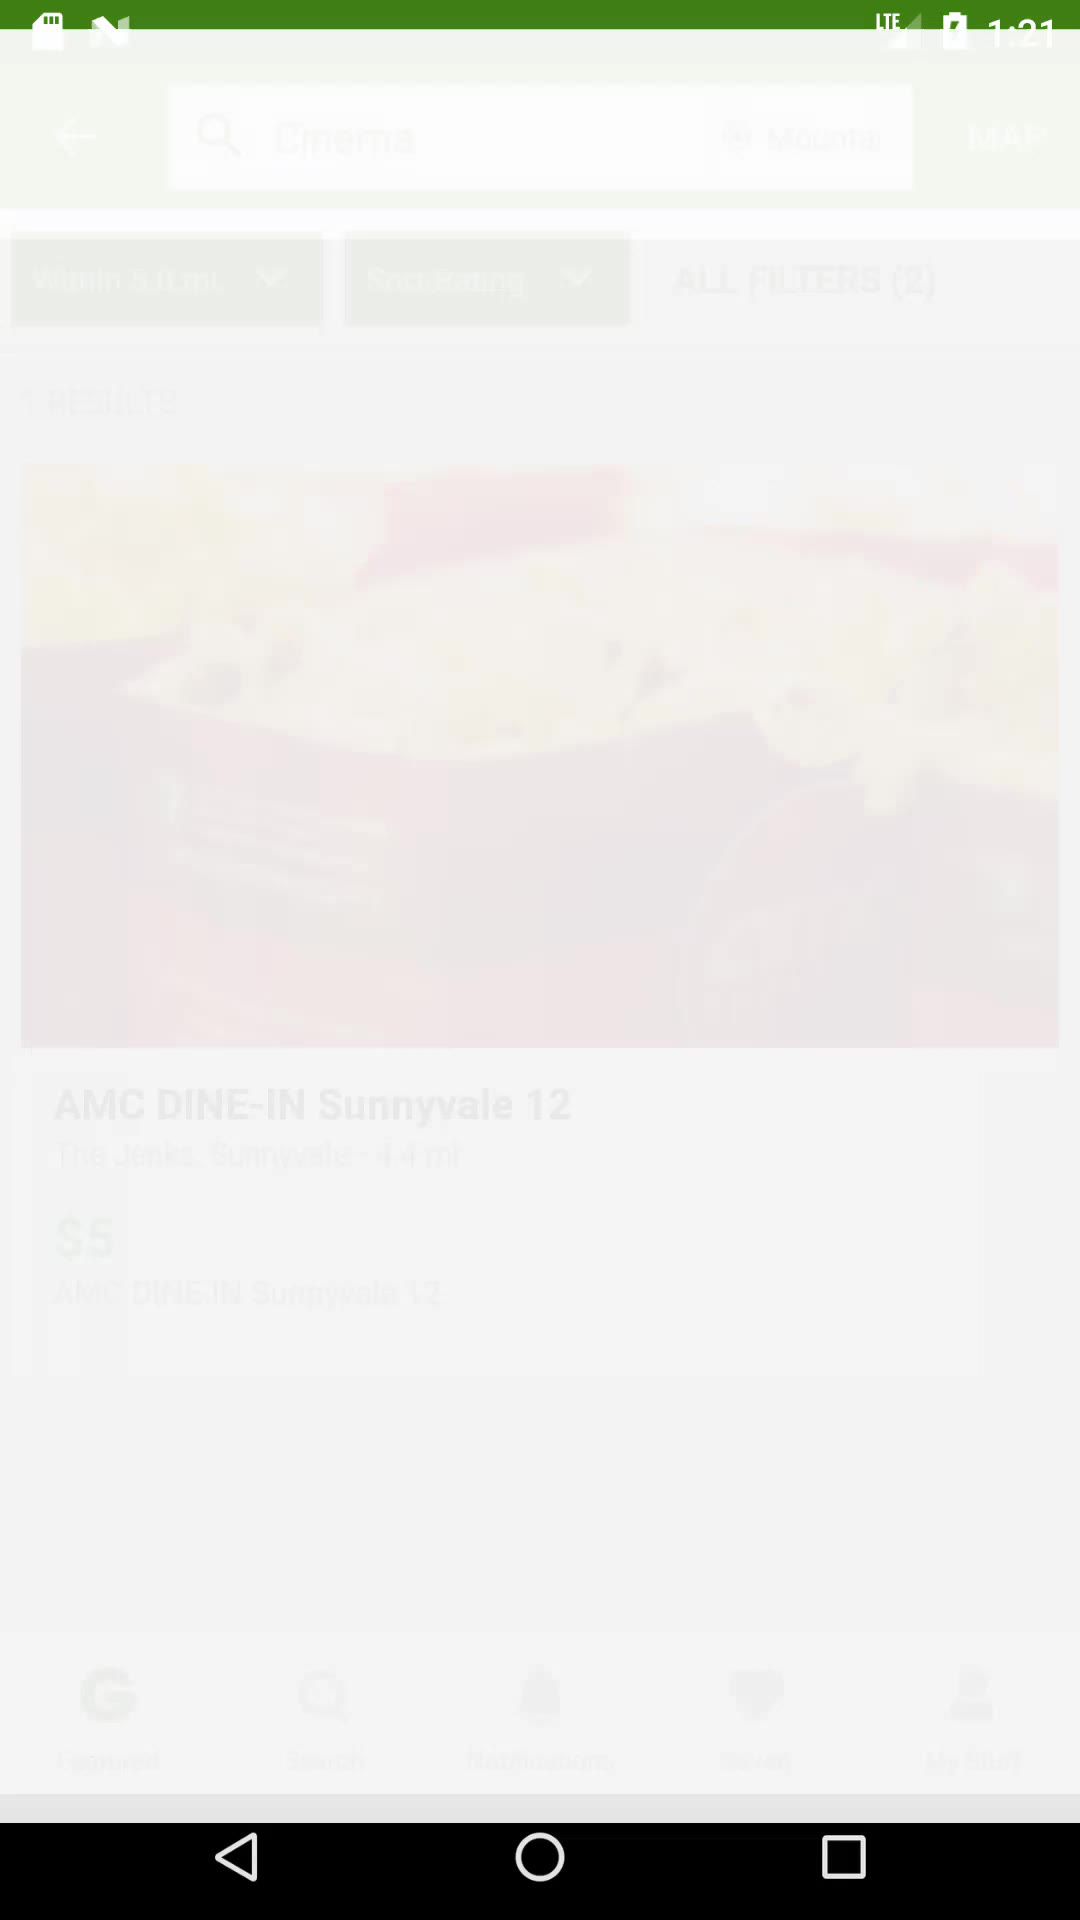 LTE 1:21
Cinema Mountai MAP
Within 5.0 mi. Sort:Rating ALL FILTERS (2)
1 RESULTS
AMC DINE-IN Sunnyvale 12
The Jenks, Sunnyvale - 4.4 mi
$5
AMC DINE-IN Sunnyvale 12
Featured Search Notifications Saved My Stuff